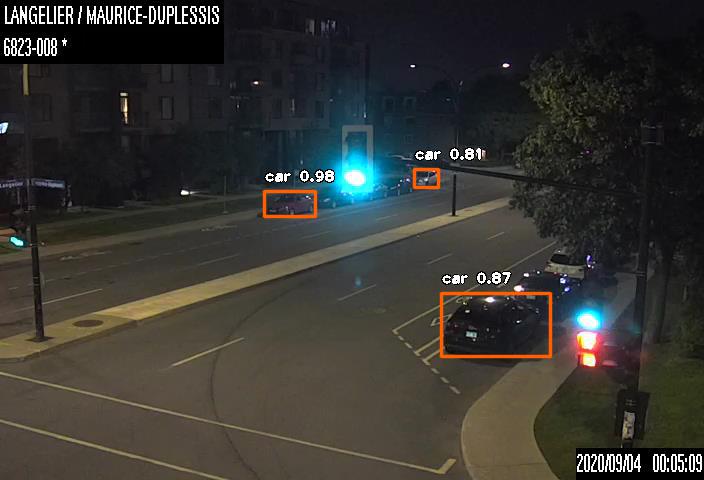 LANGELIER / MAURICE-DUPLESSIS
6823-008 *
car 0.98
car 0.81
car 0.87
Langelier
2020/09/04 00:05:09